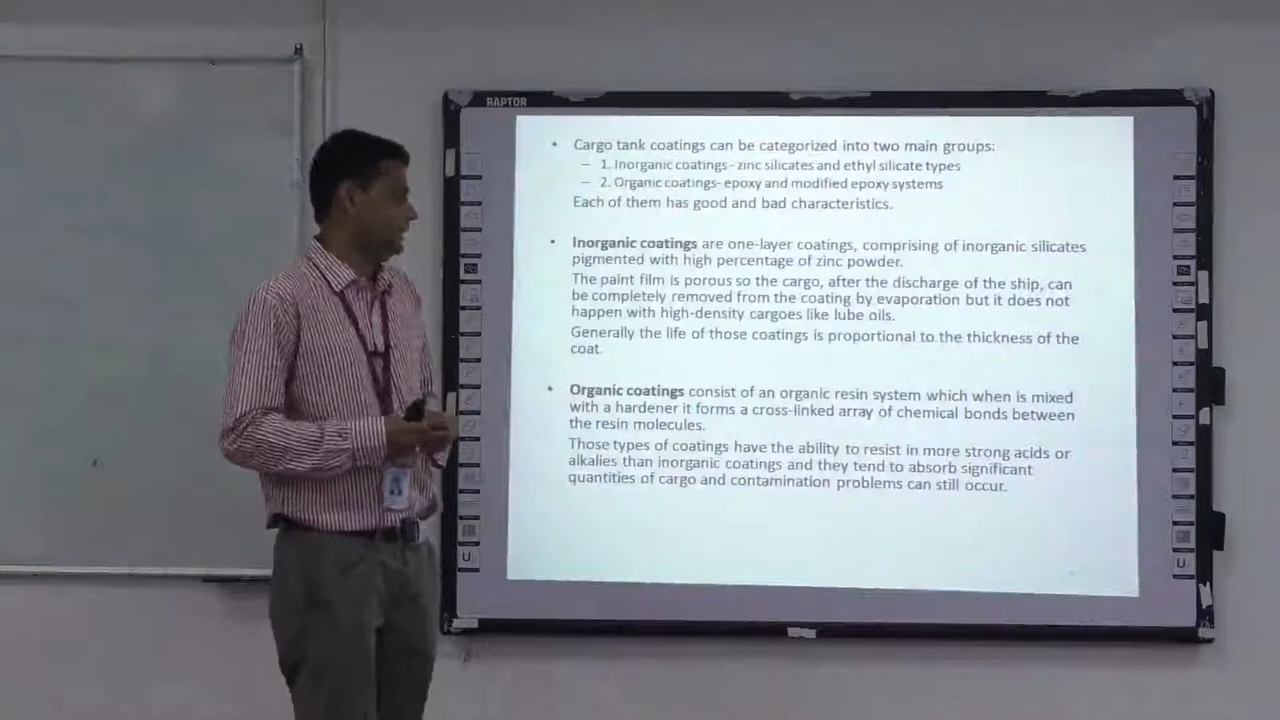 RAPTOR
• Cargo tank coatings can be categorized into two main groups:
– 1. Inorganic coatings- zinc silicates and ethyl silicate types
– 2. Organic coatings- epoxy and modified epoxy systems
Each of them has good and bad characteristics.
• Inorganic coatings are one-layer coatings, comprising of inorganic silicates
pigmented with high percentage of zinc powder.
The paint film is porous so the cargo, after the discharge of the ship, can
be completely removed from the coating by evaporation but it does not
happen with high-density cargoes like lube oils.
Generally the life of those coatings is proportional to the thickness of the
coat.
• Organic coatings consist of an organic resin system which when is mixed
with a hardener it forms a cross-linked array of chemical bonds between
the resin molecules.
Those types of coatings have the ability to resist in more strong acids or
alkalies than inorganic coatings and they tend to absorb significant
quantities of cargo and contamination problems can still occur.
U
U